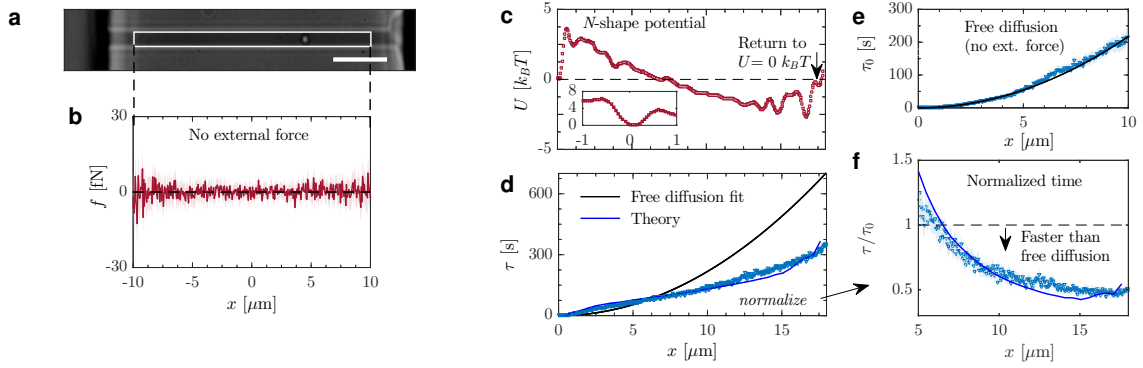 a
b
30
No external force
0
-30
f [fN]
-10
-5
0
5
10
x [μm]
c
5
N-shape potential
Return to
U= 0 k_BT
0
-5
U [k_BT]
8
4
0
-1
0
1
d
600
300
0
τ [s]
Free diffusion fit
Theory
normalize
0
5
10
15
x [μm]
e
200
100
0
τ₀ [s]
Free diffusion
(no ext. force)
0
5
10
x [μm]
f
1.5
1
0.5
τ/τ₀
Normalized time
Faster than
free diffusion
5
10
15
x [μm]